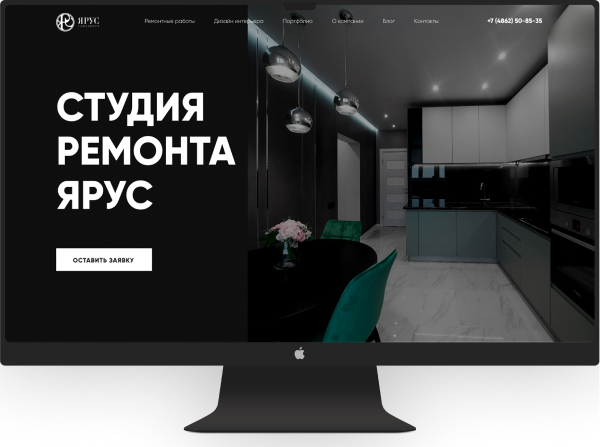 ЯРУС
Ремонтные работы
Дизайн интерьера
Портфолио
О компании
Блог
Контакты
+7 (4862) 50-85-35
СТУДИЯ
РЕМОНТА
ЯРУС
ОСТАВИТЬ ЗАЯВКУ